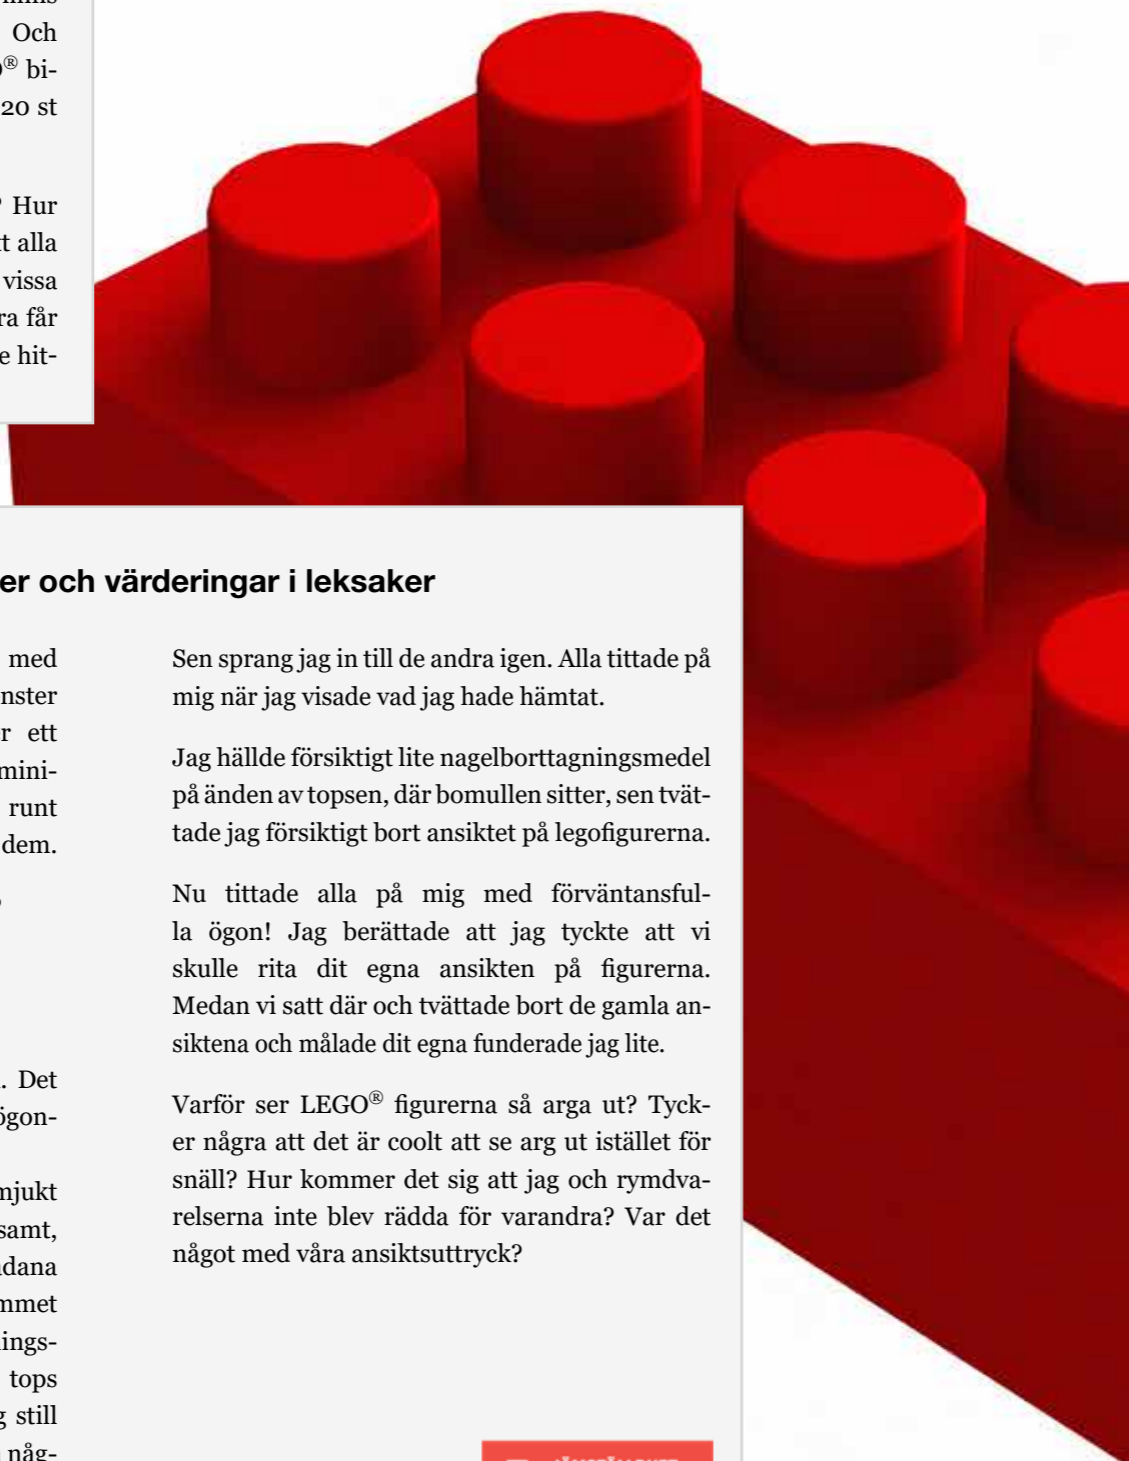 Och
® bi-
20 st
? Hur
alla
vissa
får
hit-
er och värderingar i leksaker
med
nster
r ett
mini-
runt
dem.
. Det
ögon-
mjukt
samt,
dana
mmet
ings-
tops
still
någ-
Sen sprang jag in till de andra igen. Alla tittade på
mig när jag visade vad jag hade hämtat.
Jag hällde försiktigt lite nagelborttagningsmedel
på änden av topsen, där bomullen sitter, sen tvät-
tade jag försiktigt bort ansiktet på legofigurerna.
Nu tittade alla på mig med förväntansful-
la ögon! Jag berättade att jag tyckte att vi
skulle rita dit egna ansikten på figurerna.
Medan vi satt där och tvättade bort de gamla an-
siktena och målade dit egna funderade jag lite.
Varför ser LEGO® figurerna så arga ut? Tyck-
er några att det är coolt att se arg ut istället för
snäll? Hur kommer det sig att jag och rymdva-
relserna inte blev rädda för varandra? Var det
något med våra ansiktsuttryck?